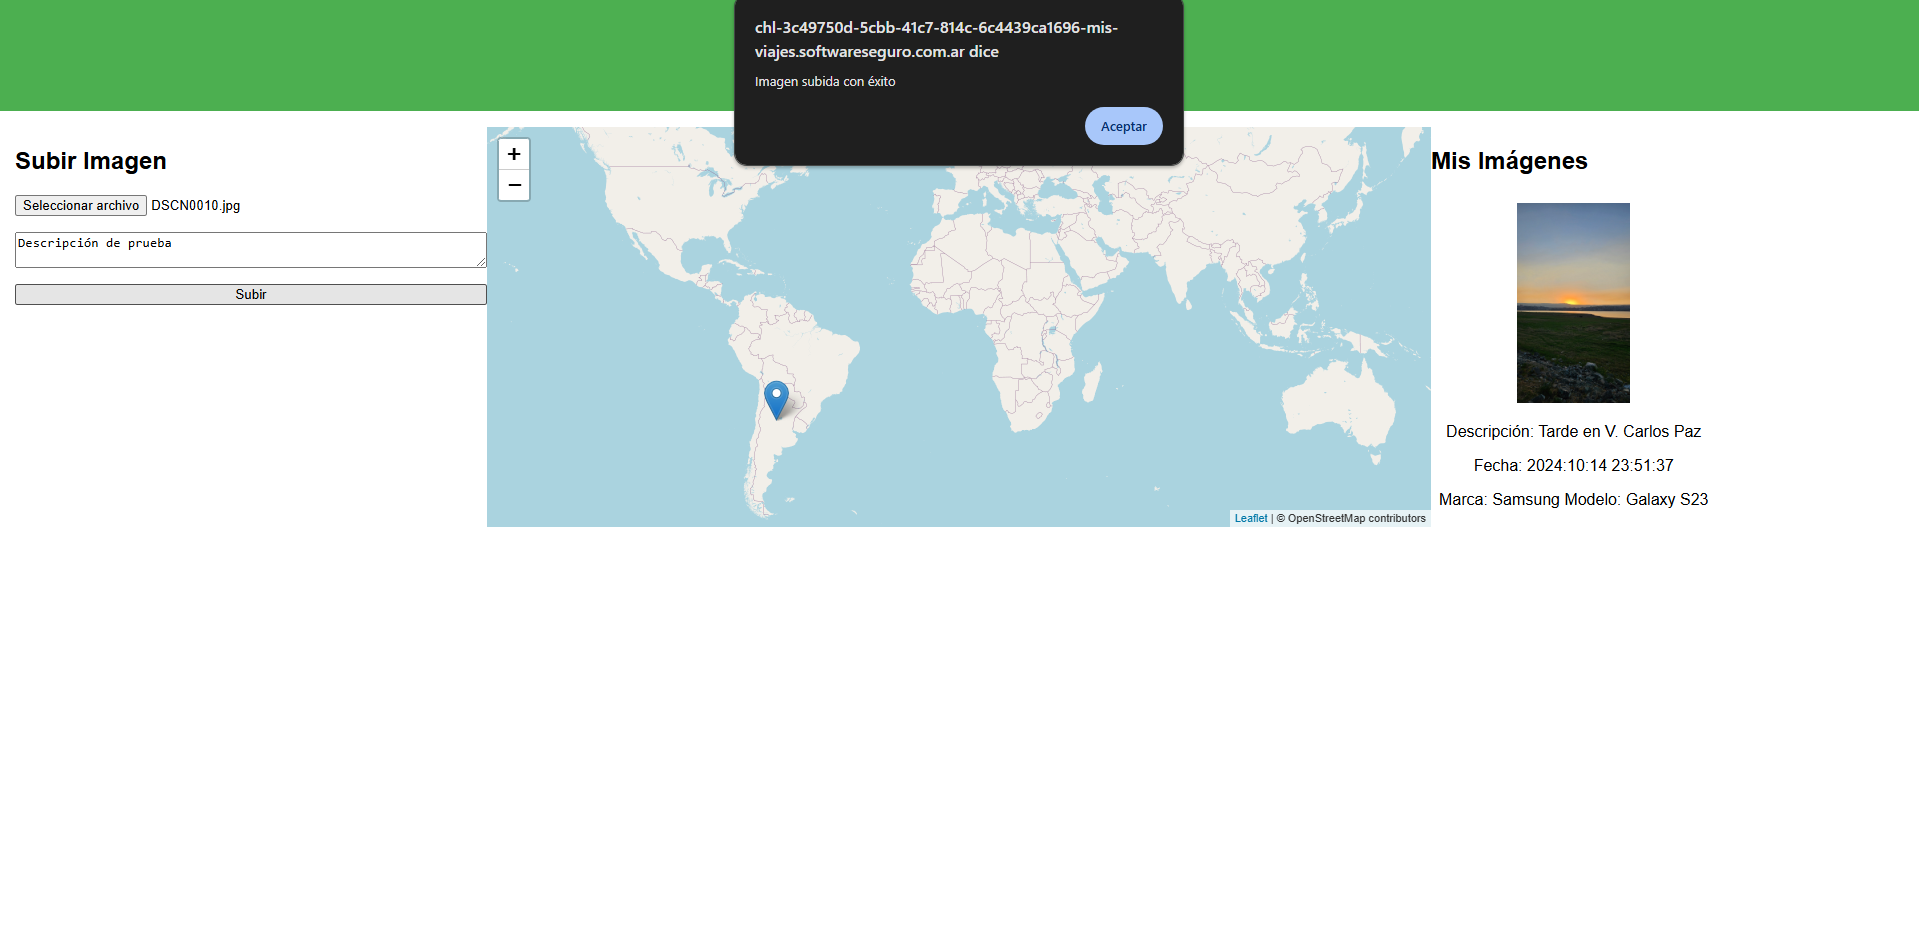 chl-3c49750d-5cbb-41c7-814c-6c4439ca1696-mis-
viajes.softwareseguro.com.ar dice
Imagen subida con éxito
Aceptar
Subir Imagen
Seleccionar archivo DSCN0010.jpg
Descripción de prueba
Subir
+
−
Leaflet | © OpenStreetMap contributors
Mis Imágenes
Descripción: Tarde en V. Carlos Paz
Fecha: 2024:10:14 23:51:37
Marca: Samsung Modelo: Galaxy S23